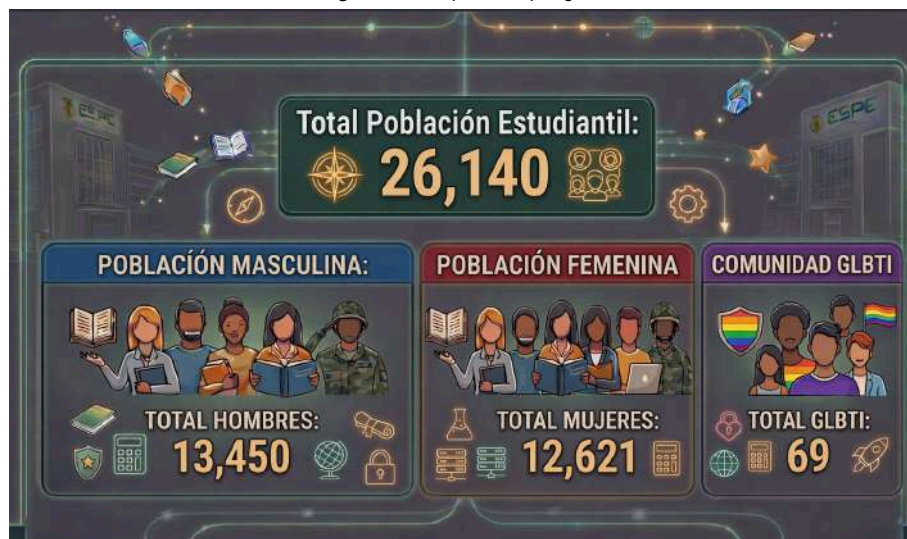 ESPE
ESPE
Total Población Estudiantil:
26,140
POBLACÍÓN MASCULINA:
TOTAL HOMBRES:
13,450
POBLACIÓN FEMENINA
TOTAL MUJERES:
12,621
COMUNIDAD GLBTI
TOTAL GLBTI:
69